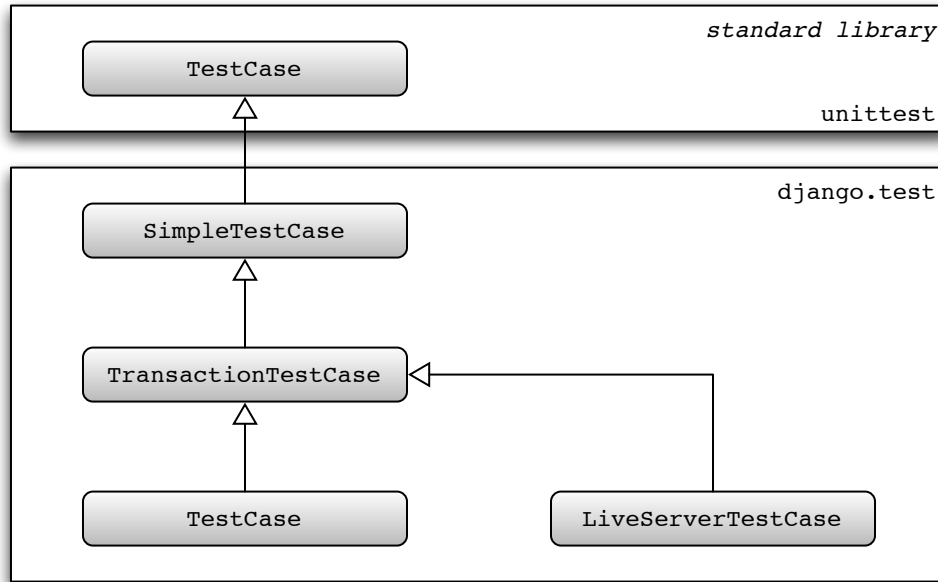 standard library
TestCase
unittest
django.test
SimpleTestCase
TransactionTestCase
TestCase
LiveServerTestCase